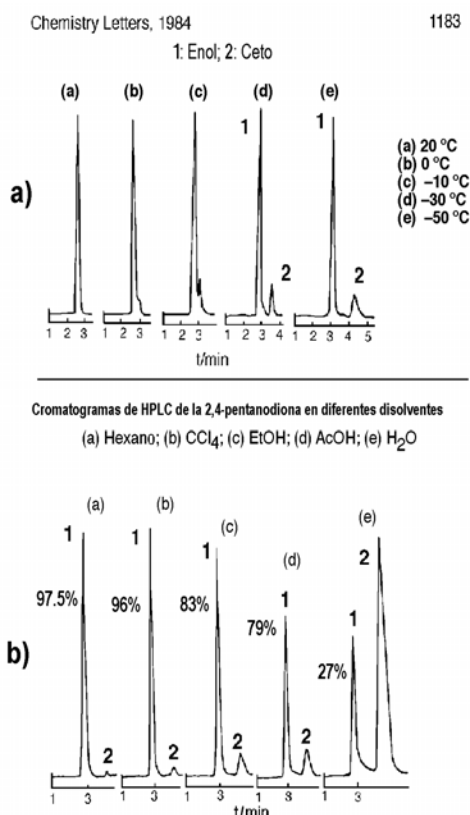 Chemistry Letters, 1984 1183
1: Enol; 2: Ceto
(a) (b) (c) (d) (e)
a)
1 1
2 2
(a) 20 °C
(b) 0 °C
(c) –10 °C
(d) –30 °C
(e) –50 °C
1 2 3 1 2 3 1 2 3 1 2 3 4 1 2 3 4 5
t/min
Cromatogramas de HPLC de la 2,4-pentanodiona en diferentes disolventes
(a) Hexano; (b) CCl4; (c) EtOH; (d) AcOH; (e) H2O
(a) (b) (c) (d) (e)
b)
1 1 1 1 1 2
97.5% 96% 83% 79% 27%
2 2 2 2
1 3 1 3 1 3 1 3 1 3
t/min